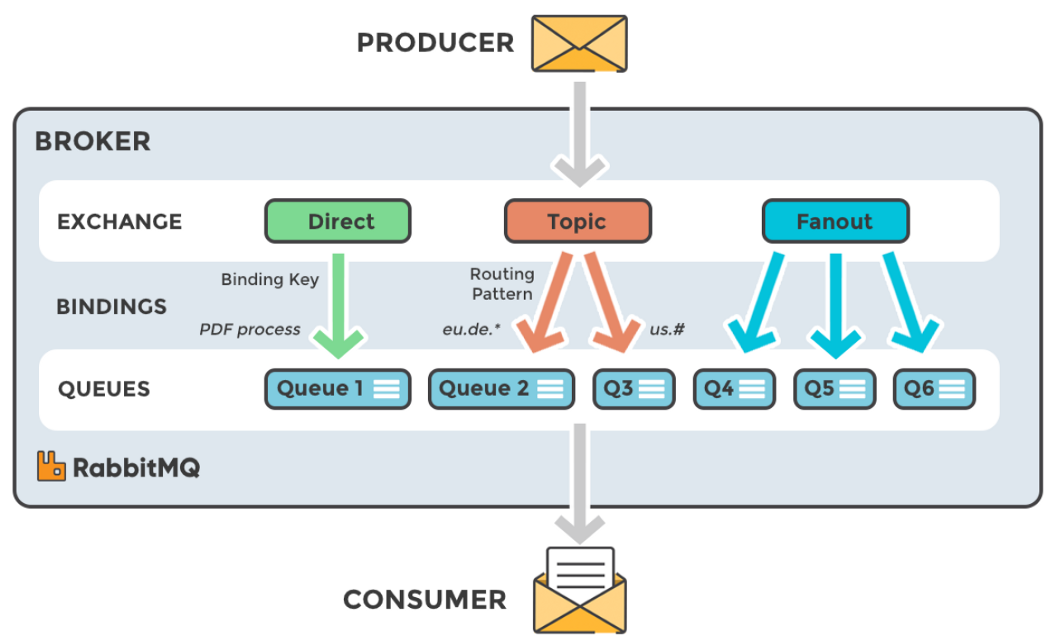 PRODUCER
BROKER
EXCHANGE
Direct
Topic
Fanout
Binding Key
Routing
Pattern
BINDINGS
PDF process
eu.de.*
us.#
QUEUES
Queue 1
Queue 2
Q3
Q4
Q5
Q6
RabbitMQ
CONSUMER